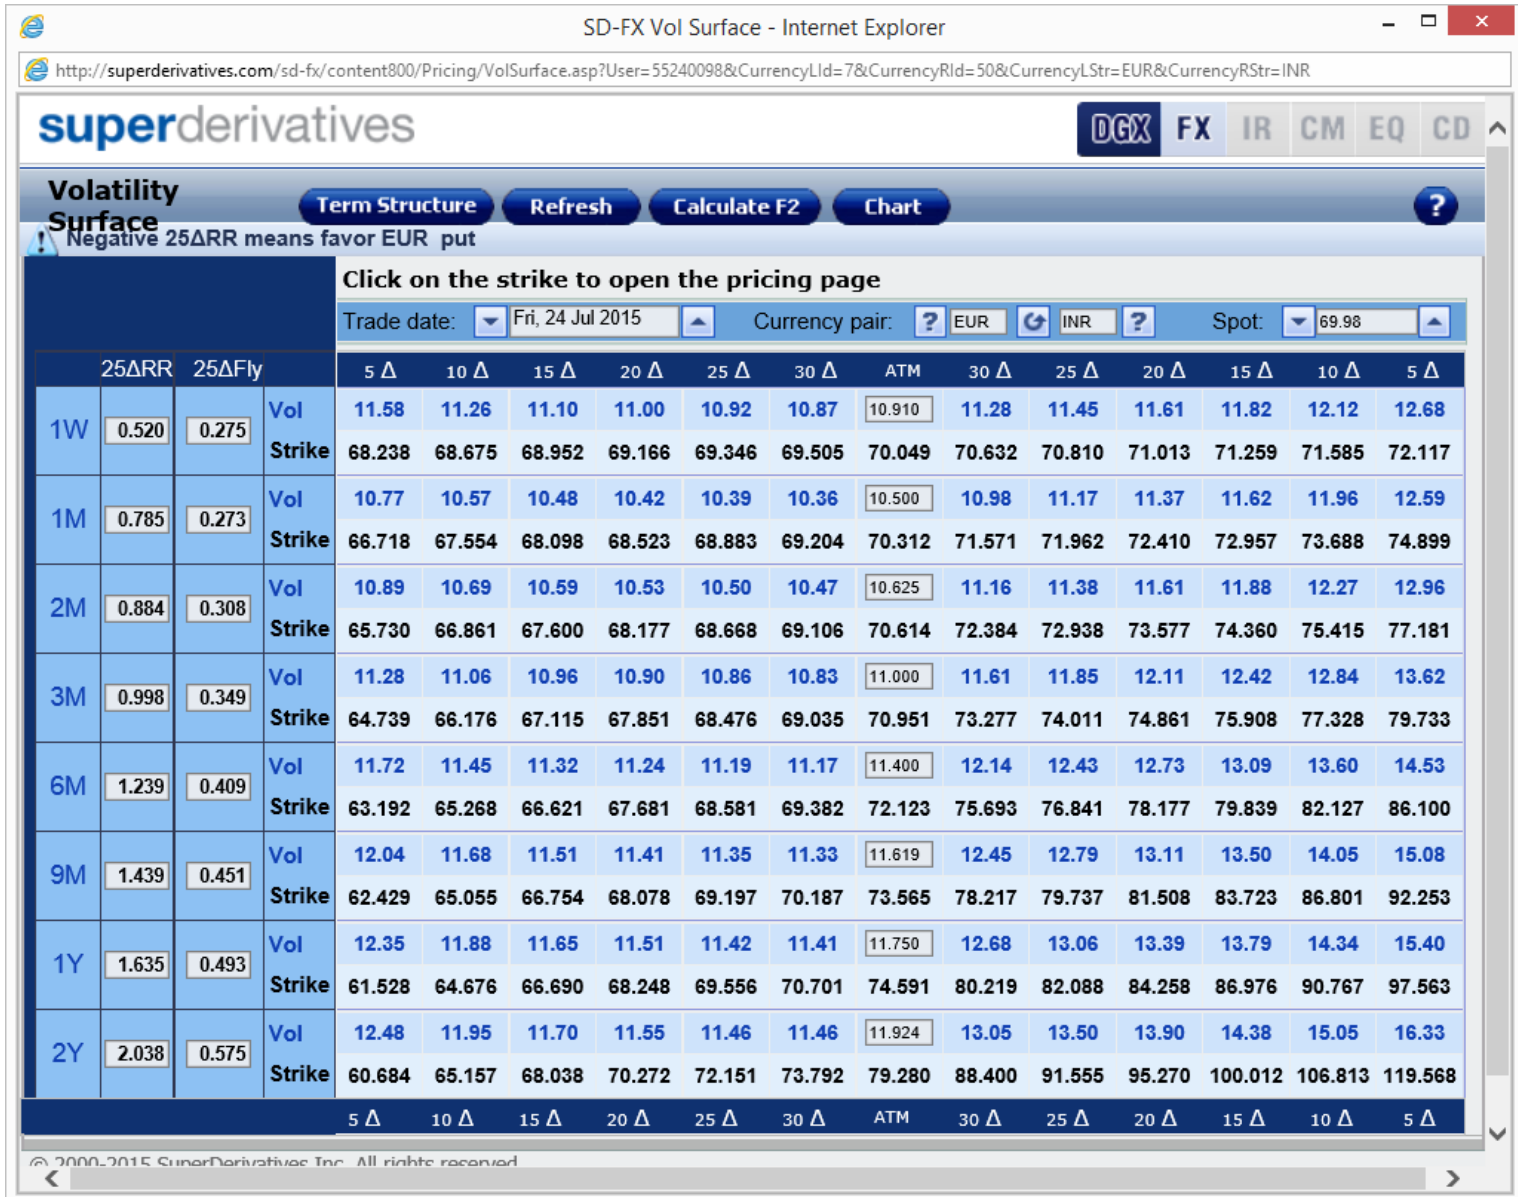 SD-FX Vol Surface - Internet Explorer
http://superderivatives.com/sd-fx/content800/Pricing/VolSurface.asp?User=55240098&CurrencyLId=7&CurrencyRId=50&CurrencyLStr=EUR&CurrencyRStr=INR
superderivatives DGX FX IR CM EQ CD
Volatility Surface Term Structure Refresh Calculate F2 Chart ?
Negative 25ΔRR means favor EUR put
Click on the strike to open the pricing page
Trade date: Fri, 24 Jul 2015 Currency pair: ? EUR INR ? Spot: 69.98
25ΔRR 25ΔFly 5 Δ 10 Δ 15 Δ 20 Δ 25 Δ 30 Δ ATM 30 Δ 25 Δ 20 Δ 15 Δ 10 Δ 5 Δ
1W 0.520 0.275 Vol 11.58 11.26 11.10 11.00 10.92 10.87 10.910 11.28 11.45 11.61 11.82 12.12 12.68
Strike 68.238 68.675 68.952 69.166 69.346 69.505 70.049 70.632 70.810 71.013 71.259 71.585 72.117
1M 0.785 0.273 Vol 10.77 10.57 10.48 10.42 10.39 10.36 10.500 10.98 11.17 11.37 11.62 11.96 12.59
Strike 66.718 67.554 68.098 68.523 68.883 69.204 70.312 71.571 71.962 72.410 72.957 73.688 74.899
2M 0.884 0.308 Vol 10.89 10.69 10.59 10.53 10.50 10.47 10.625 11.16 11.38 11.61 11.88 12.27 12.96
Strike 65.730 66.861 67.600 68.177 68.668 69.106 70.614 72.384 72.938 73.577 74.360 75.415 77.181
3M 0.998 0.349 Vol 11.28 11.06 10.96 10.90 10.86 10.83 11.000 11.61 11.85 12.11 12.42 12.84 13.62
Strike 64.739 66.176 67.115 67.851 68.476 69.035 70.951 73.277 74.011 74.861 75.908 77.328 79.733
6M 1.239 0.409 Vol 11.72 11.45 11.32 11.24 11.19 11.17 11.400 12.14 12.43 12.73 13.09 13.60 14.53
Strike 63.192 65.268 66.621 67.681 68.581 69.382 72.123 75.693 76.841 78.177 79.839 82.127 86.100
9M 1.439 0.451 Vol 12.04 11.68 11.51 11.41 11.35 11.33 11.619 12.45 12.79 13.11 13.50 14.05 15.08
Strike 62.429 65.055 66.754 68.078 69.197 70.187 73.565 78.217 79.737 81.508 83.723 86.801 92.253
1Y 1.635 0.493 Vol 12.35 11.88 11.65 11.51 11.42 11.41 11.750 12.68 13.06 13.39 13.79 14.34 15.40
Strike 61.528 64.676 66.690 68.248 69.556 70.701 74.591 80.219 82.088 84.258 86.976 90.767 97.563
2Y 2.038 0.575 Vol 12.48 11.95 11.70 11.55 11.46 11.46 11.924 13.05 13.50 13.90 14.38 15.05 16.33
Strike 60.684 65.157 68.038 70.272 72.151 73.792 79.280 88.400 91.555 95.270 100.012 106.813 119.568
5 Δ 10 Δ 15 Δ 20 Δ 25 Δ 30 Δ ATM 30 Δ 25 Δ 20 Δ 15 Δ 10 Δ 5 Δ
© 2000-2015 SuperDerivatives Inc. All rights reserved